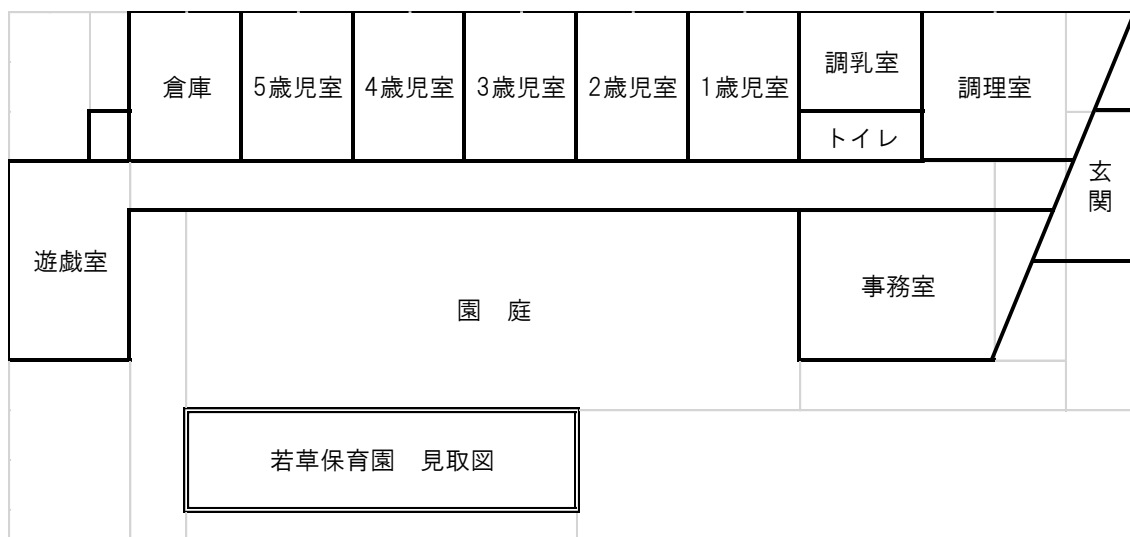 倉庫
5歳児室
4歳児室
3歳児室
2歳児室
1歳児室
調乳室
トイレ
調理室
玄関
遊戯室
事務室
園　庭
若草保育園　見取図